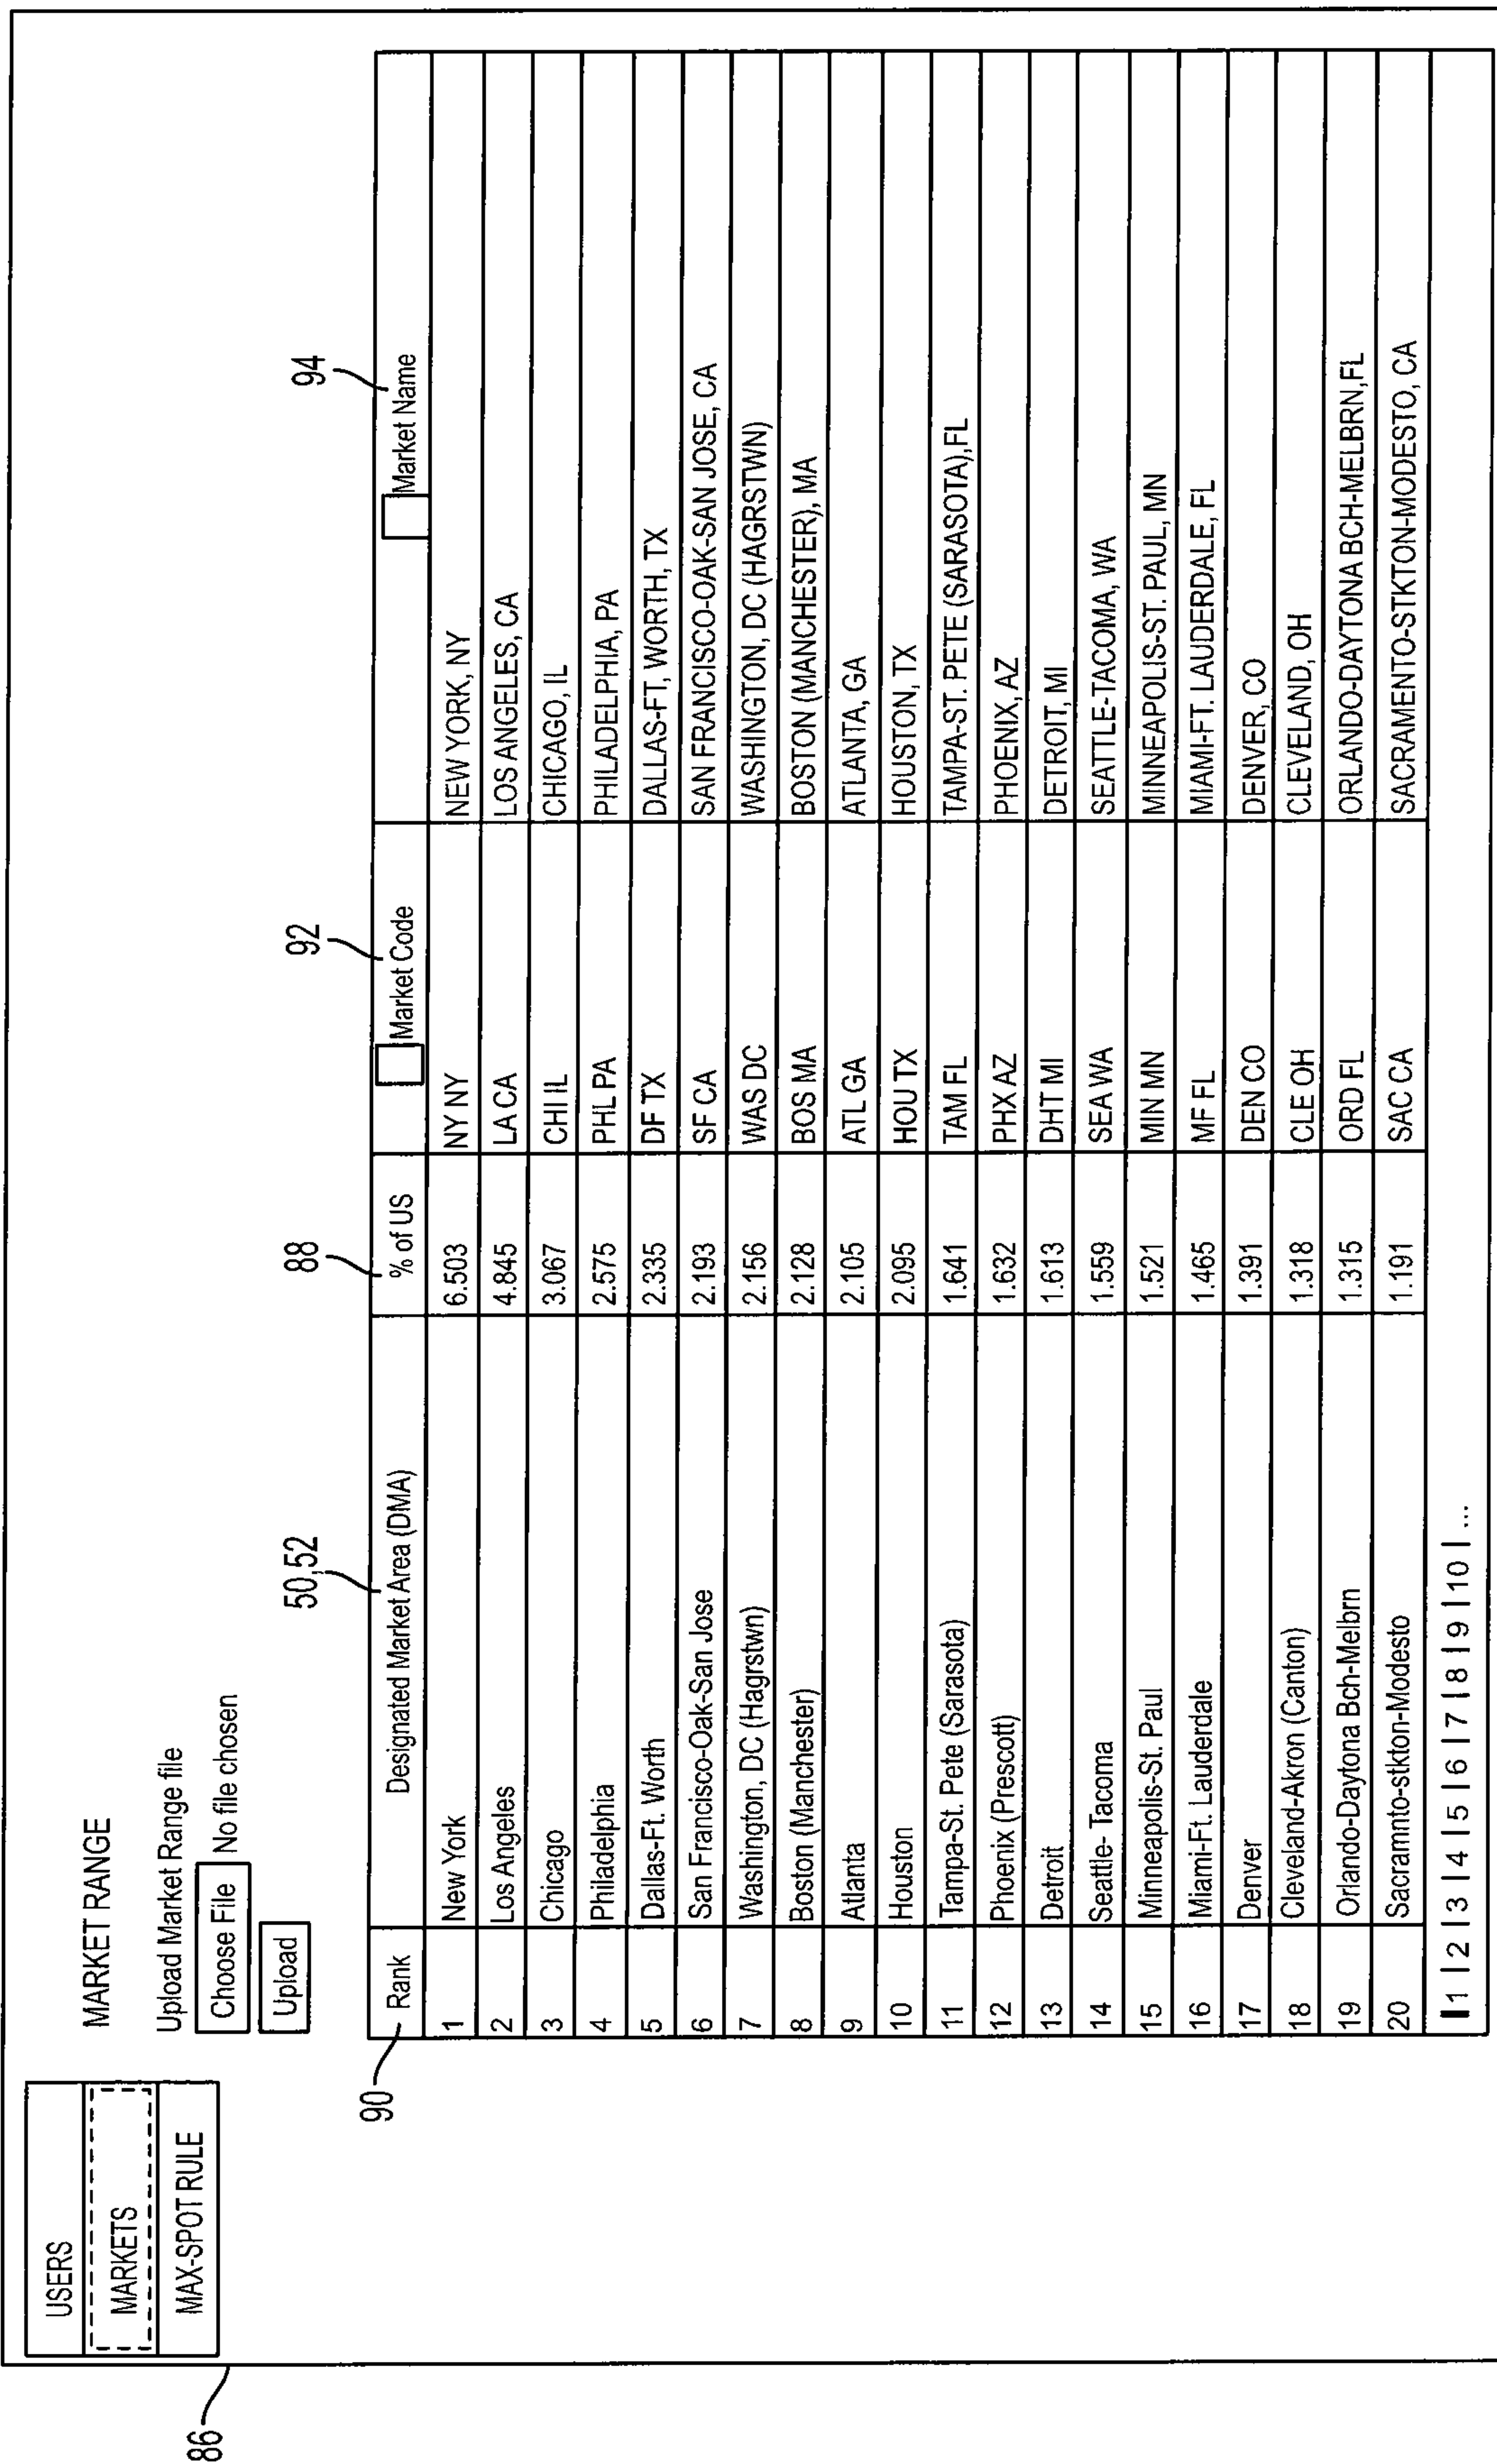 86
USERS
MARKETS
MAX-SPOT RULE
MARKET RANGE
Upload Market Range file
Choose File No file chosen
Upload
90 50,52 88 92 94
Rank Designated Market Area (DMA) % of US Market Code Market Name
1 New York 6.503 NY NY NEW YORK, NY
2 Los Angeles 4.845 LA CA LOS ANGELES, CA
3 Chicago 3.067 CHI IL CHICAGO, IL
4 Philadelphia 2.575 PHL PA PHILADELPHIA, PA
5 Dallas-Ft. Worth 2.335 DF TX DALLAS-FT, WORTH, TX
6 San Francisco-Oak-San Jose 2.193 SF CA SAN FRANCISCO-OAK-SAN JOSE, CA
7 Washington, DC (Hagrstwn) 2.156 WAS DC WASHINGTON, DC (HAGRSTWN)
8 Boston (Manchester) 2.128 BOS MA BOSTON (MANCHESTER), MA
9 Atlanta 2.105 ATL GA ATLANTA, GA
10 Houston 2.095 HOU TX HOUSTON, TX
11 Tampa-St. Pete (Sarasota) 1.641 TAM FL TAMPA-ST. PETE (SARASOTA),FL
12 Phoenix (Prescott) 1.632 PHX AZ PHOENIX, AZ
13 Detroit 1.613 DHT MI DETROIT, MI
14 Seattle- Tacoma 1.559 SEA WA SEATTLE-TACOMA, WA
15 Minneapolis-St. Paul 1.521 MIN MN MINNEAPOLIS-ST. PAUL, MN
16 Miami-Ft. Lauderdale 1.465 MF FL MIAMI-FT. LAUDERDALE, FL
17 Denver 1.391 DEN CO DENVER, CO
18 Cleveland-Akron (Canton) 1.318 CLE OH CLEVELAND, OH
19 Orlando-Daytona Bch-Melbrn 1.315 ORD FL ORLANDO-DAYTONA BCH-MELBRN,FL
20 Sacramnto-stkton-Modesto 1.191 SAC CA SACRAMENTO-STKTON-MODESTO, CA
1 | 2 | 3 | 4 | 5 | 6 | 7 | 8 | 9 | 10 | ...